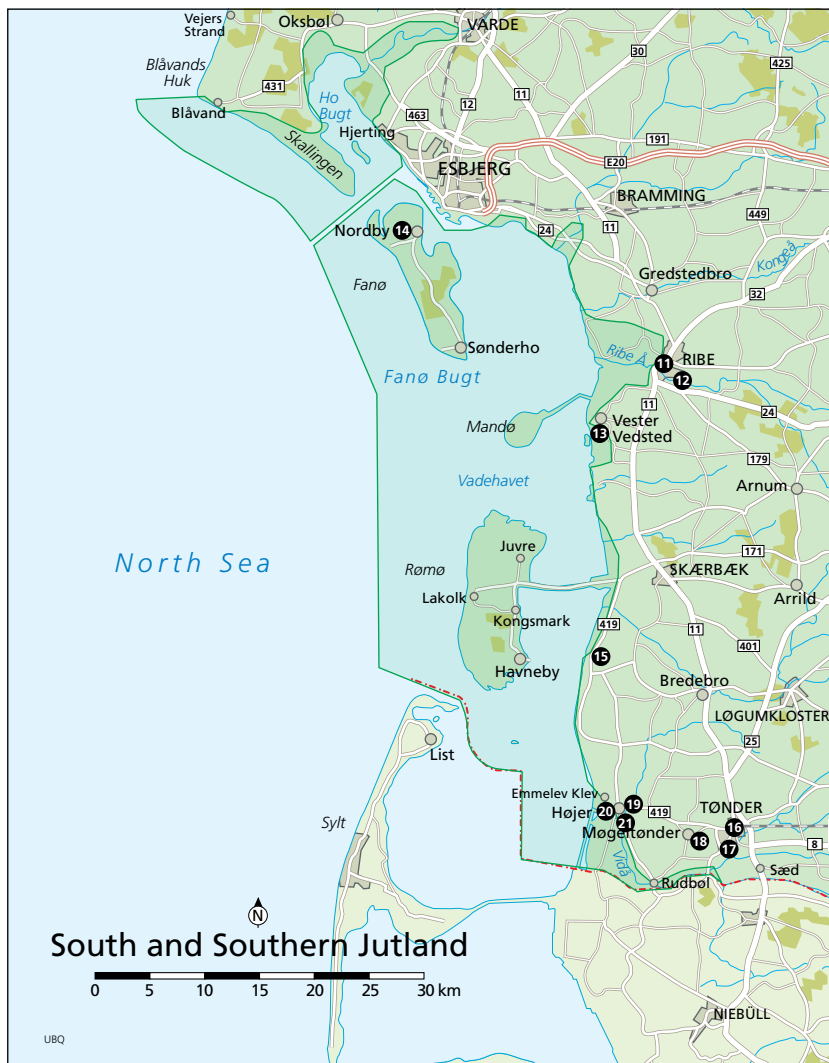 Vejers
Strand
Oksbøl
VARDE
30
425
Blåvands
Huk
431
12
11
Ho
Bugt
463
Blåvand
Hjerting
191
Skallingen
ESBJERG
E20
BRAMMING
449
Nordby
14
24
11
Kongeå
Gredstedbro
32
Fanø
Sønderho
Ribe Å
11
RIBE
12
Fanø Bugt
11
24
Mandø
13
Vester
Vedsted
179
Vadehavet
Arnum
North Sea
Juvre
171
Rømø
SKÆRBÆK
Lakolk
Arrild
Kongsmark
419
11
401
15
Havneby
Bredebro
LØGUMKLOSTER
25
List
Emmelev Klev
19
419
TØNDER
Højer
20
21
16
Møgeltønder
18
17
8
Sylt
Vidå
Sæd
Rudbøl
N
South and Southern Jutland
0 5 10 15 20 25 30 km
NIEBÜLL
UBQ